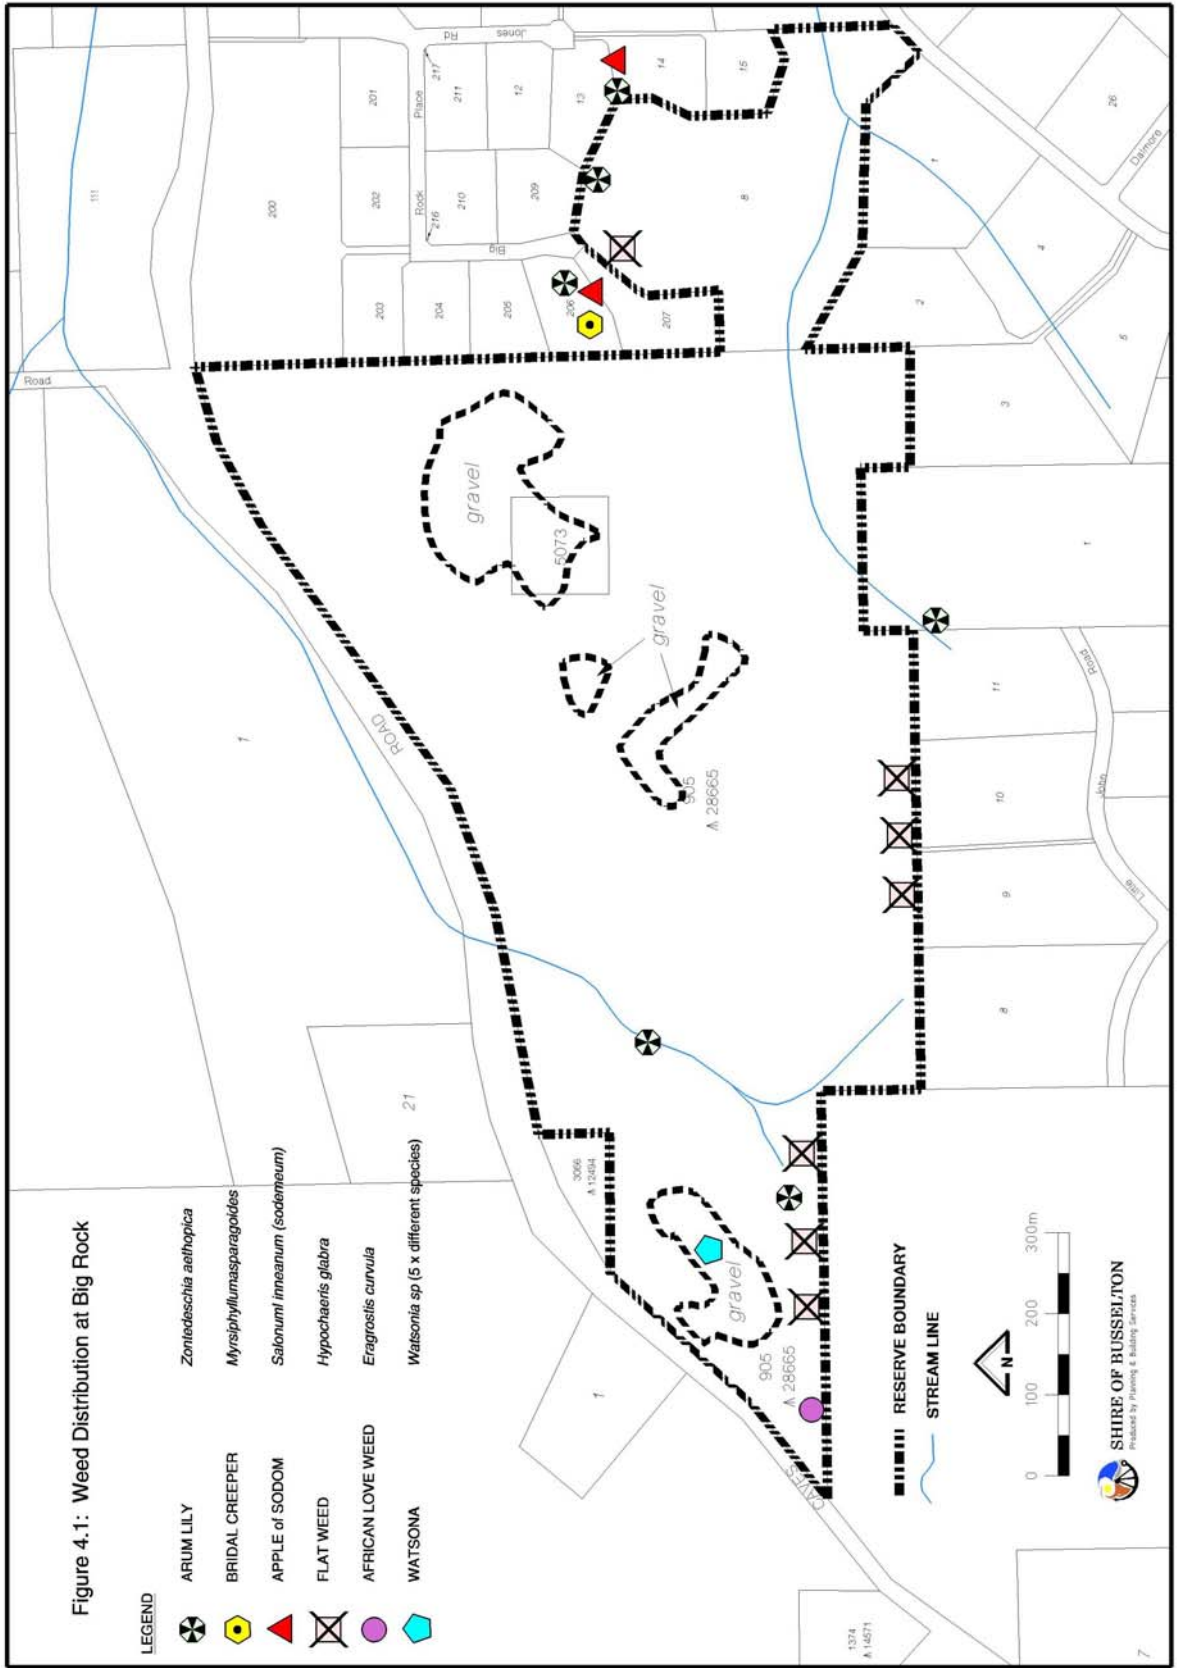 Figure 4.1: Weed Distribution at Big Rock
LEGEND
ARUM LILY Zontedeschia aethopica
BRIDAL CREEPER Myrsiphyllumasparagoides
APPLE of SODOM Salonuml inneanum (sodemeum)
FLAT WEED Hypochaeris glabra
AFRICAN LOVE WEED Eragrostis curvula
WATSONA Watsonia sp (5 x different species)
111
Road
200
201
202
203
204
205
206
207
209
210
211
12
13
14
15
216
217
Big
Rock
Place
Jones
Rd
8
1
21
ROAD
gravel
5073
gravel
905
A 28665
3066
A 12494
gravel
905
A 28665
1
CAVES
1374
A 14571
7
1
2
3
4
5
26
Dalmore
1
11
10
9
8
Little
John
Road
RESERVE BOUNDARY
STREAM LINE
N
0 100 200 300m
SHIRE OF BUSSELTON
Produced by Planning & Building Services